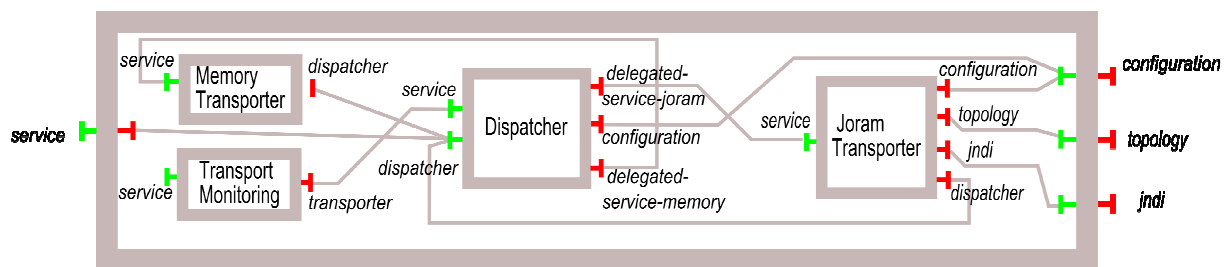 service
service
Memory
Transporter
dispatcher
service
Transport
Monitoring
transporter
service
dispatcher
Dispatcher
delegated-
service-joram
configuration
delegated-
service-memory
service
Joram
Transporter
configuration
topology
jndi
dispatcher
configuration
topology
jndi